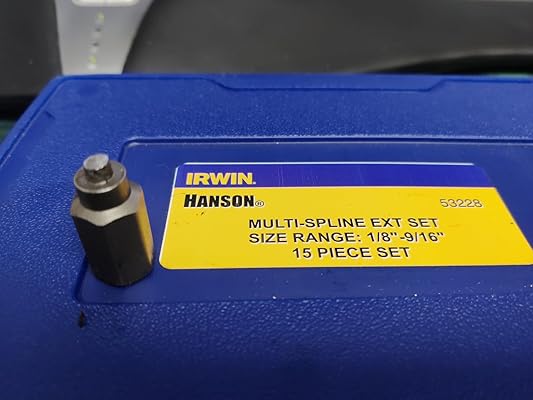 IRWIN.
HANSON® 53228
MULTI-SPLINE EXT SET
SIZE RANGE: 1/8"-9/16"
15 PIECE SET